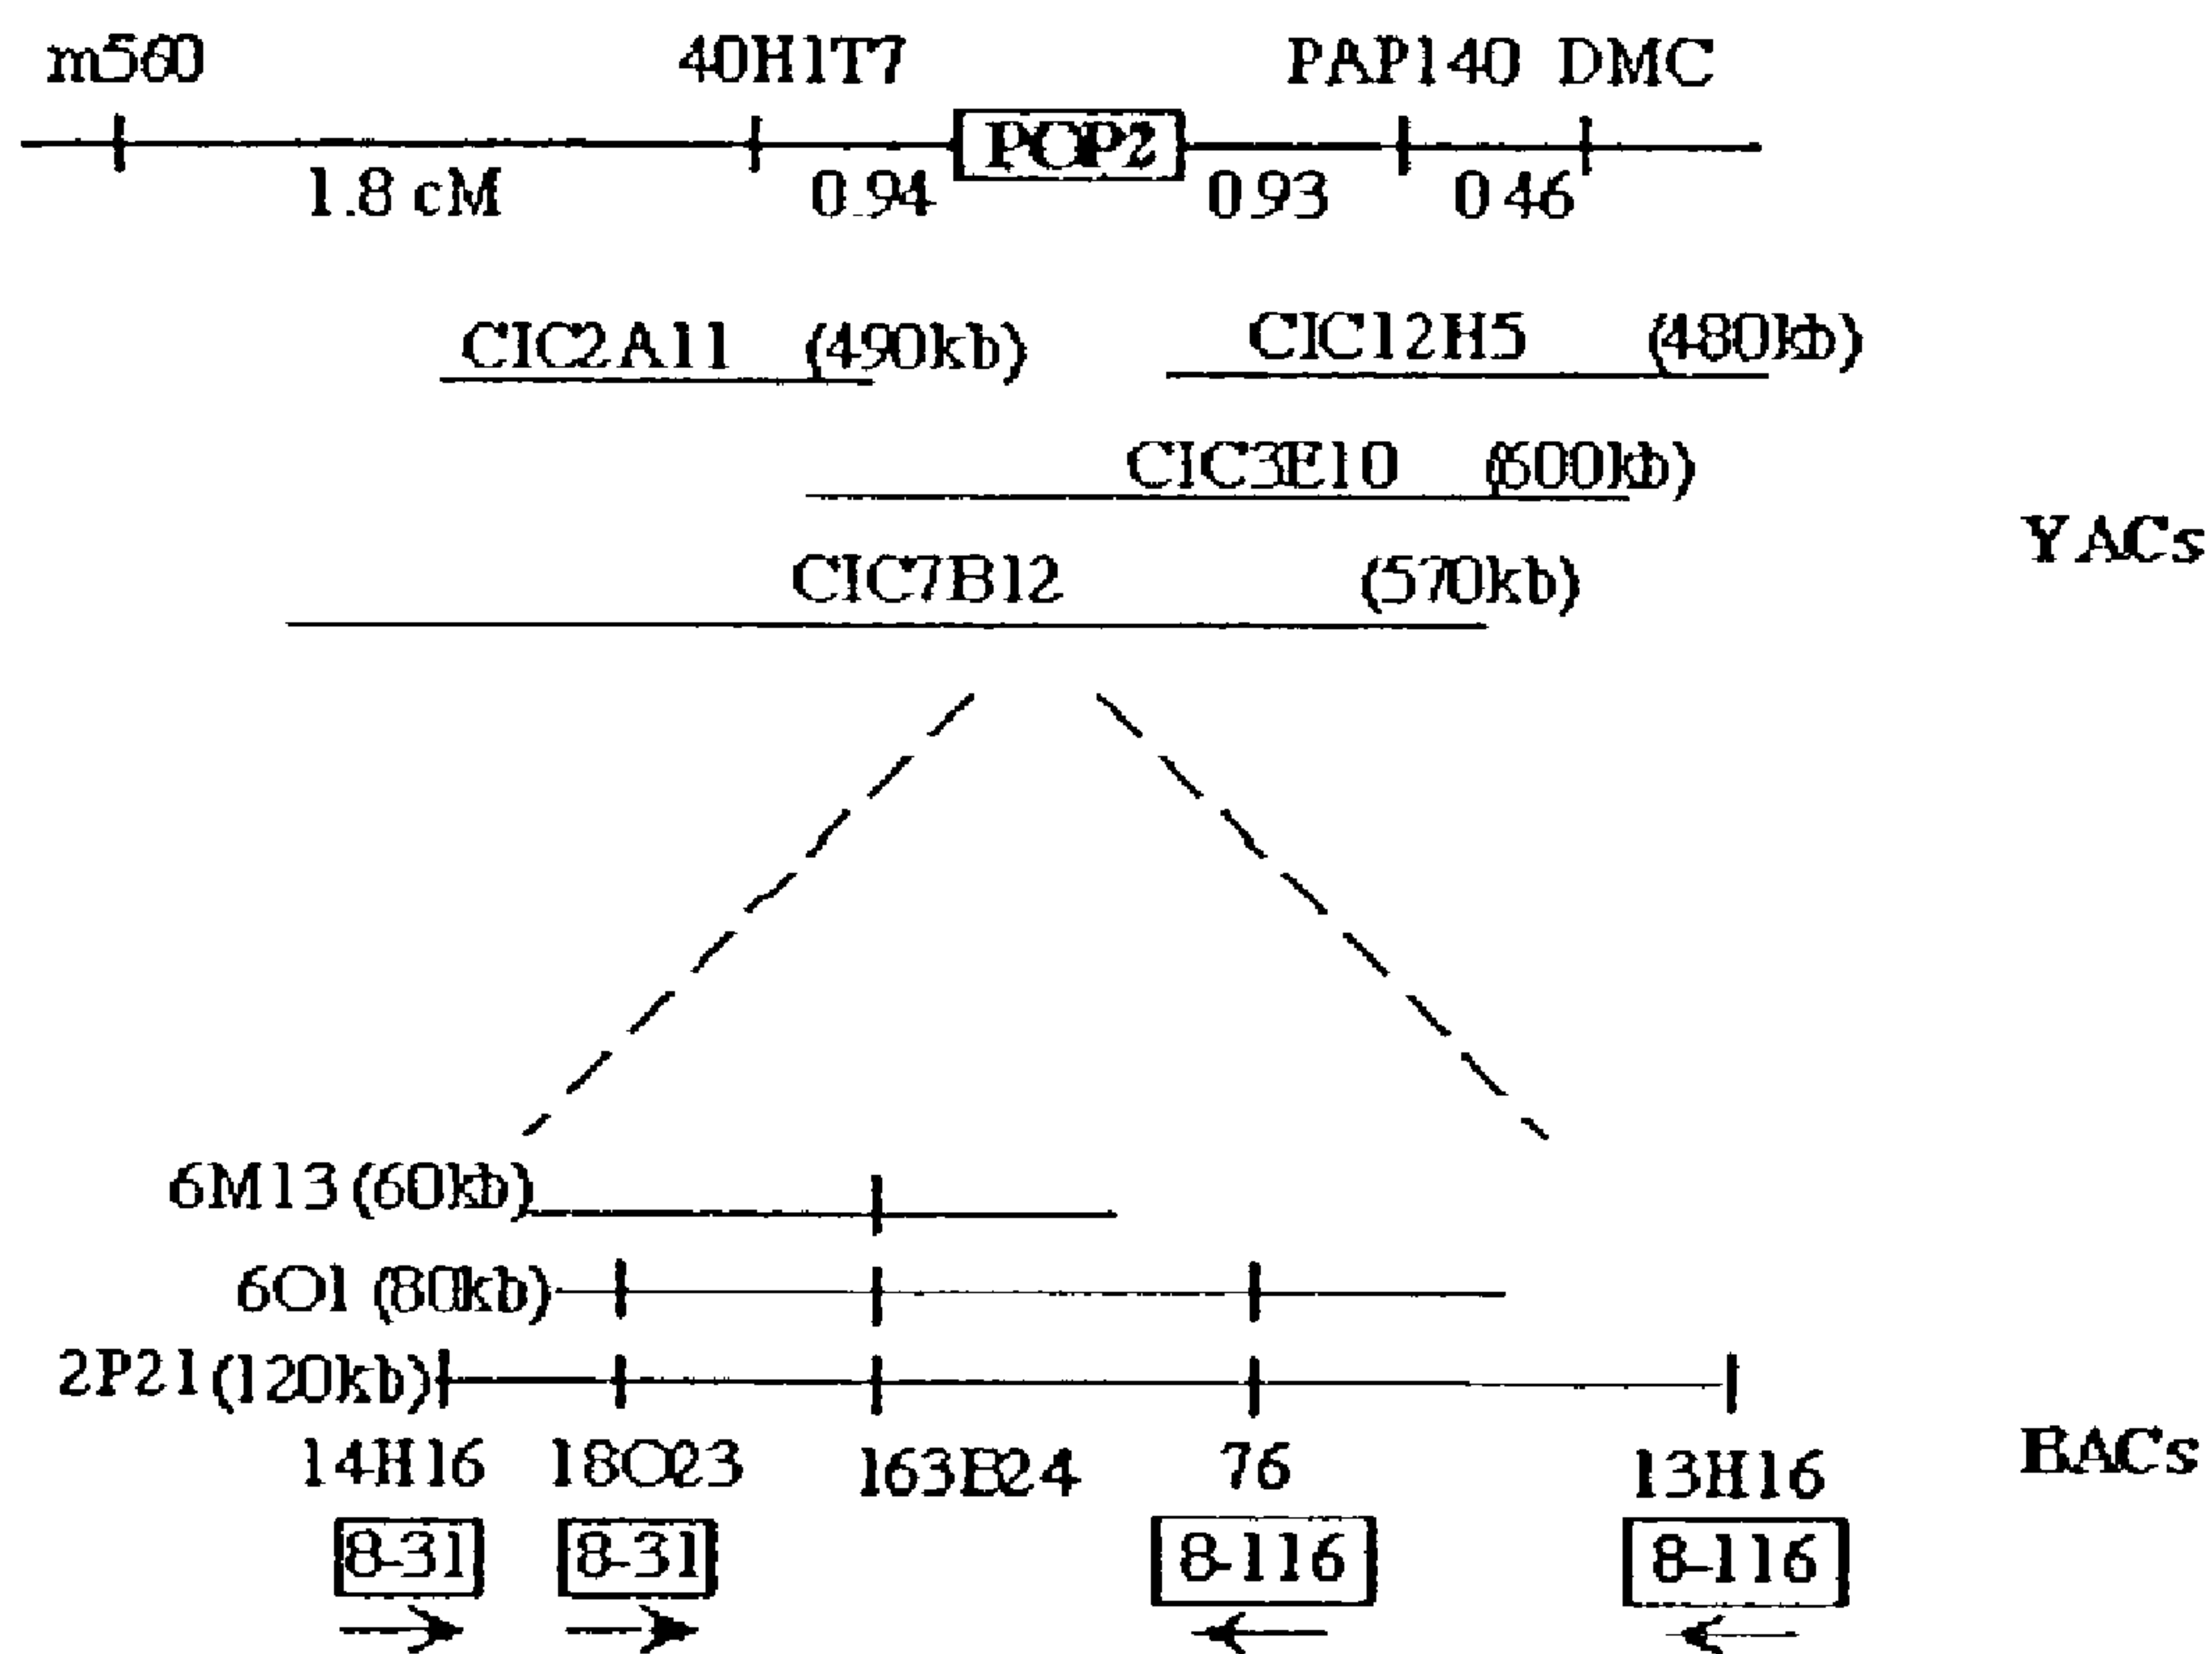 m560 40H1T7 PAP140 DMC
PCP2
1.8 cM 0.94 0.93 0.46
CIC2A11 (490kb) CIC12H5 (480kb)
CIC3E10 (600kb)
YACs
CIC7B12 (570kb)
6M13 (60kb)
6O1 (80kb)
2P21 (120kb)
14H16 18O23 163B24 76 13H16
BACs
8-31 8-31 8-116 8-116